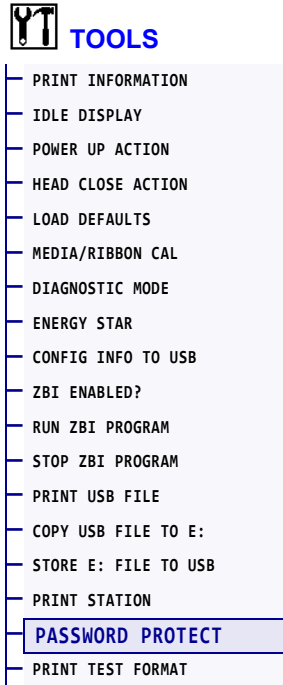 TOOLS
PRINT INFORMATION
IDLE DISPLAY
POWER UP ACTION
HEAD CLOSE ACTION
LOAD DEFAULTS
MEDIA/RIBBON CAL
DIAGNOSTIC MODE
ENERGY STAR
CONFIG INFO TO USB
ZBI ENABLED?
RUN ZBI PROGRAM
STOP ZBI PROGRAM
PRINT USB FILE
COPY USB FILE TO E:
STORE E: FILE TO USB
PRINT STATION
PASSWORD PROTECT
PRINT TEST FORMAT